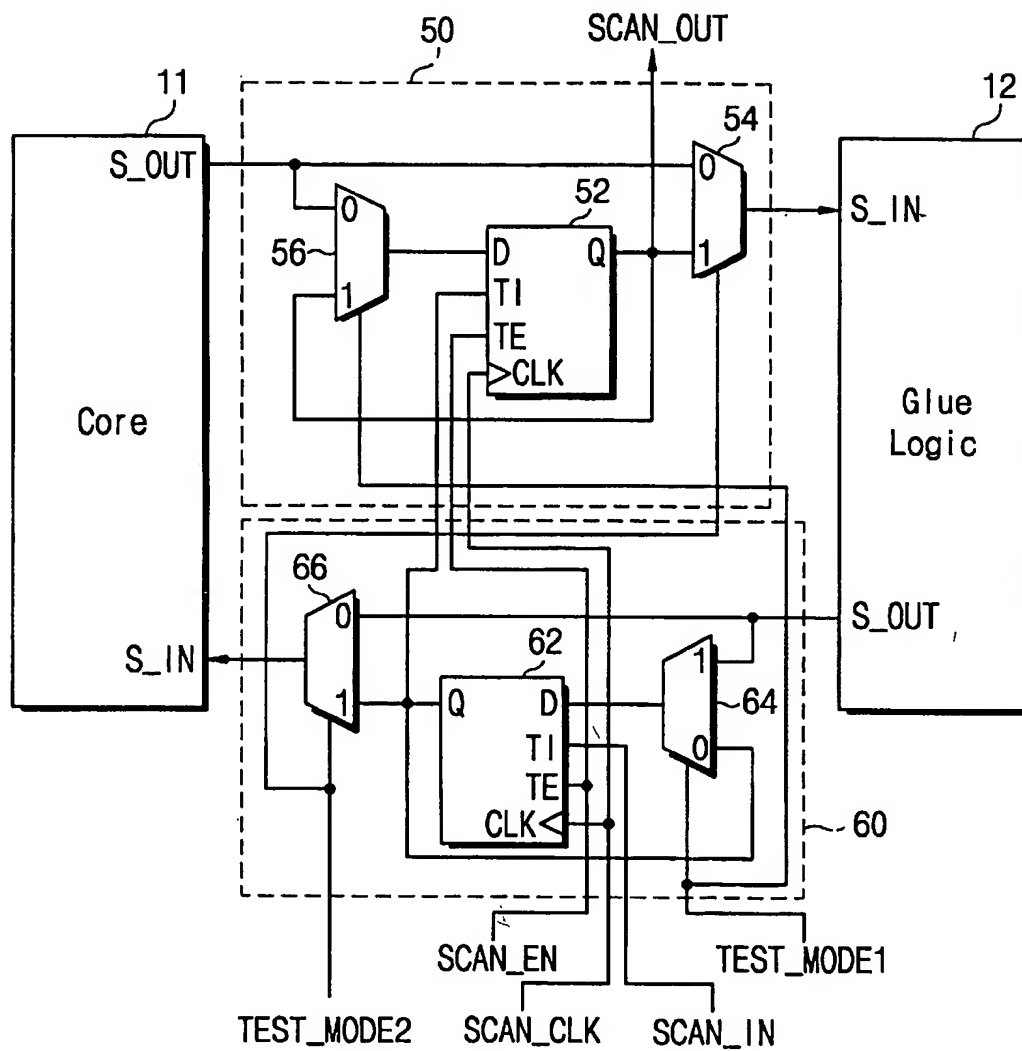 SCAN_OUT
50
11
12
54
S_OUT
0
S_IN
0
52
56
D
Q
1
1
TI
TE
CLK
Core
Glue
Logic
66
0
S_OUT
62
1
S_IN
1
Q
D
64
TI
0
TE
CLK
60
SCAN_EN
TEST_MODE1
TEST_MODE2
SCAN_CLK
SCAN_IN